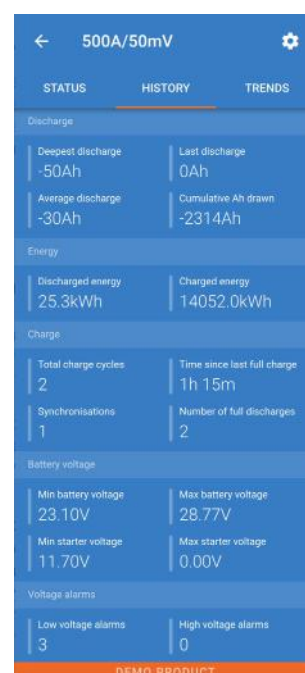 500A/50mV
STATUS HISTORY TRENDS
Discharge
Deepest discharge Last discharge
-50Ah 0Ah
Average discharge Cumulative Ah drawn
-30Ah -2314Ah
Energy
Discharged energy Charged energy
25.3kWh 14052.0kWh
Charge
Total charge cycles Time since last full charge
2 1h 15m
Synchronisations Number of full discharges
1 2
Battery voltage
Min battery voltage Max battery voltage
23.10V 28.77V
Min starter voltage Max starter voltage
11.70V 0.00V
Voltage alarms
Low voltage alarms High voltage alarms
3 0
DEMO PRODUCT